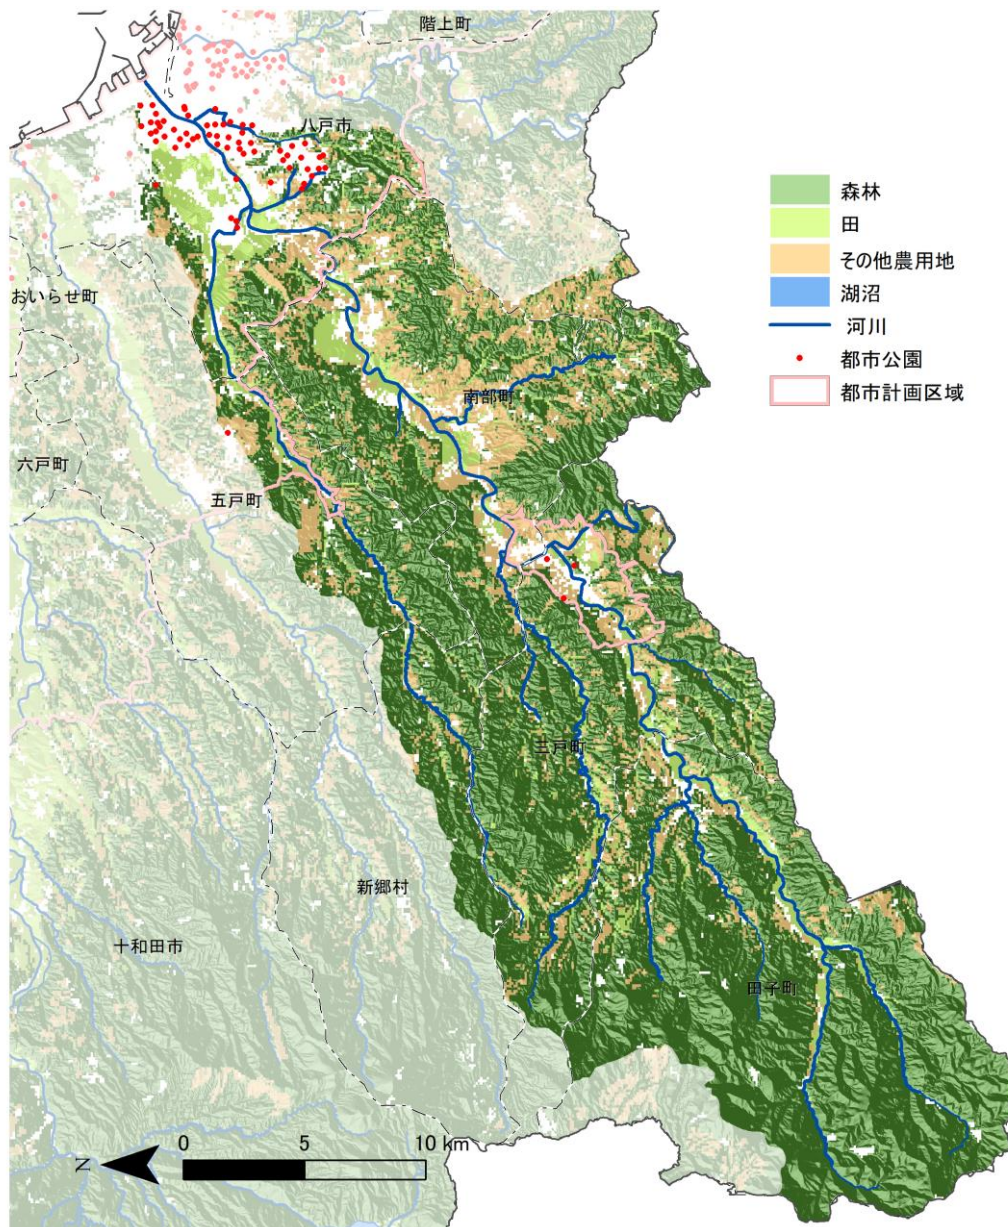 階上町
八戸市
森林
田
その他農用地
湖沼
河川
都市公園
都市計画区域
おいらせ町
南部町
六戸町
五戸町
三戸町
新郷村
十和田市
田子町
0 5 10 km
N